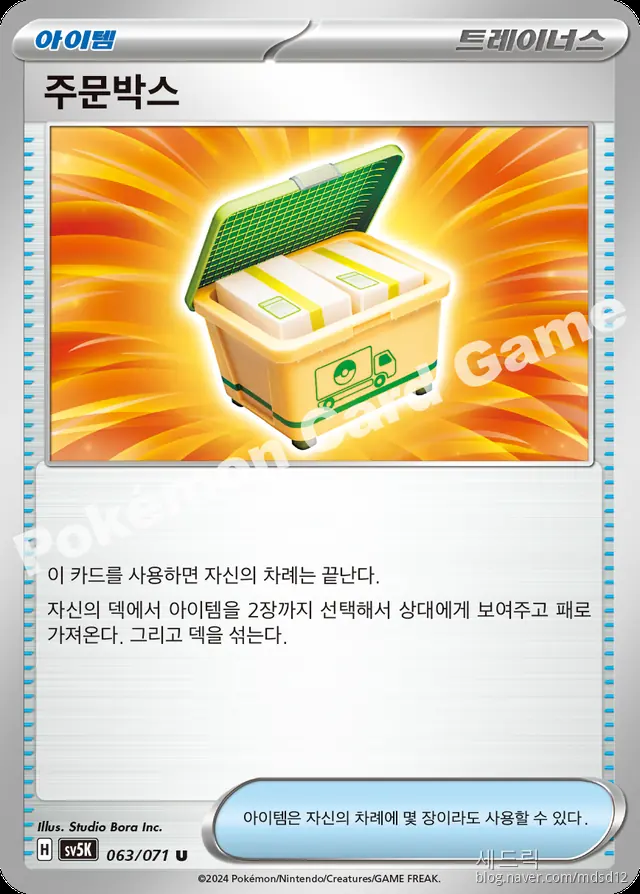 아이템
트레이너스
주문박스
Pokémon Card Game
이 카드를 사용하면 자신의 차례는 끝난다.
자신의 덱에서 아이템을 2장까지 선택해서 상대에게 보여주고 패로
가져온다. 그리고 덱을 섞는다.
아이템은 자신의 차례에 몇 장이라도 사용할 수 있다.
Illus. Studio Bora Inc.
H SV5K 063/071 U
©2024 Pokémon/Nintendo/Creatures/GAME FREAK.
세드릭
blog.naver.com/mdsd12